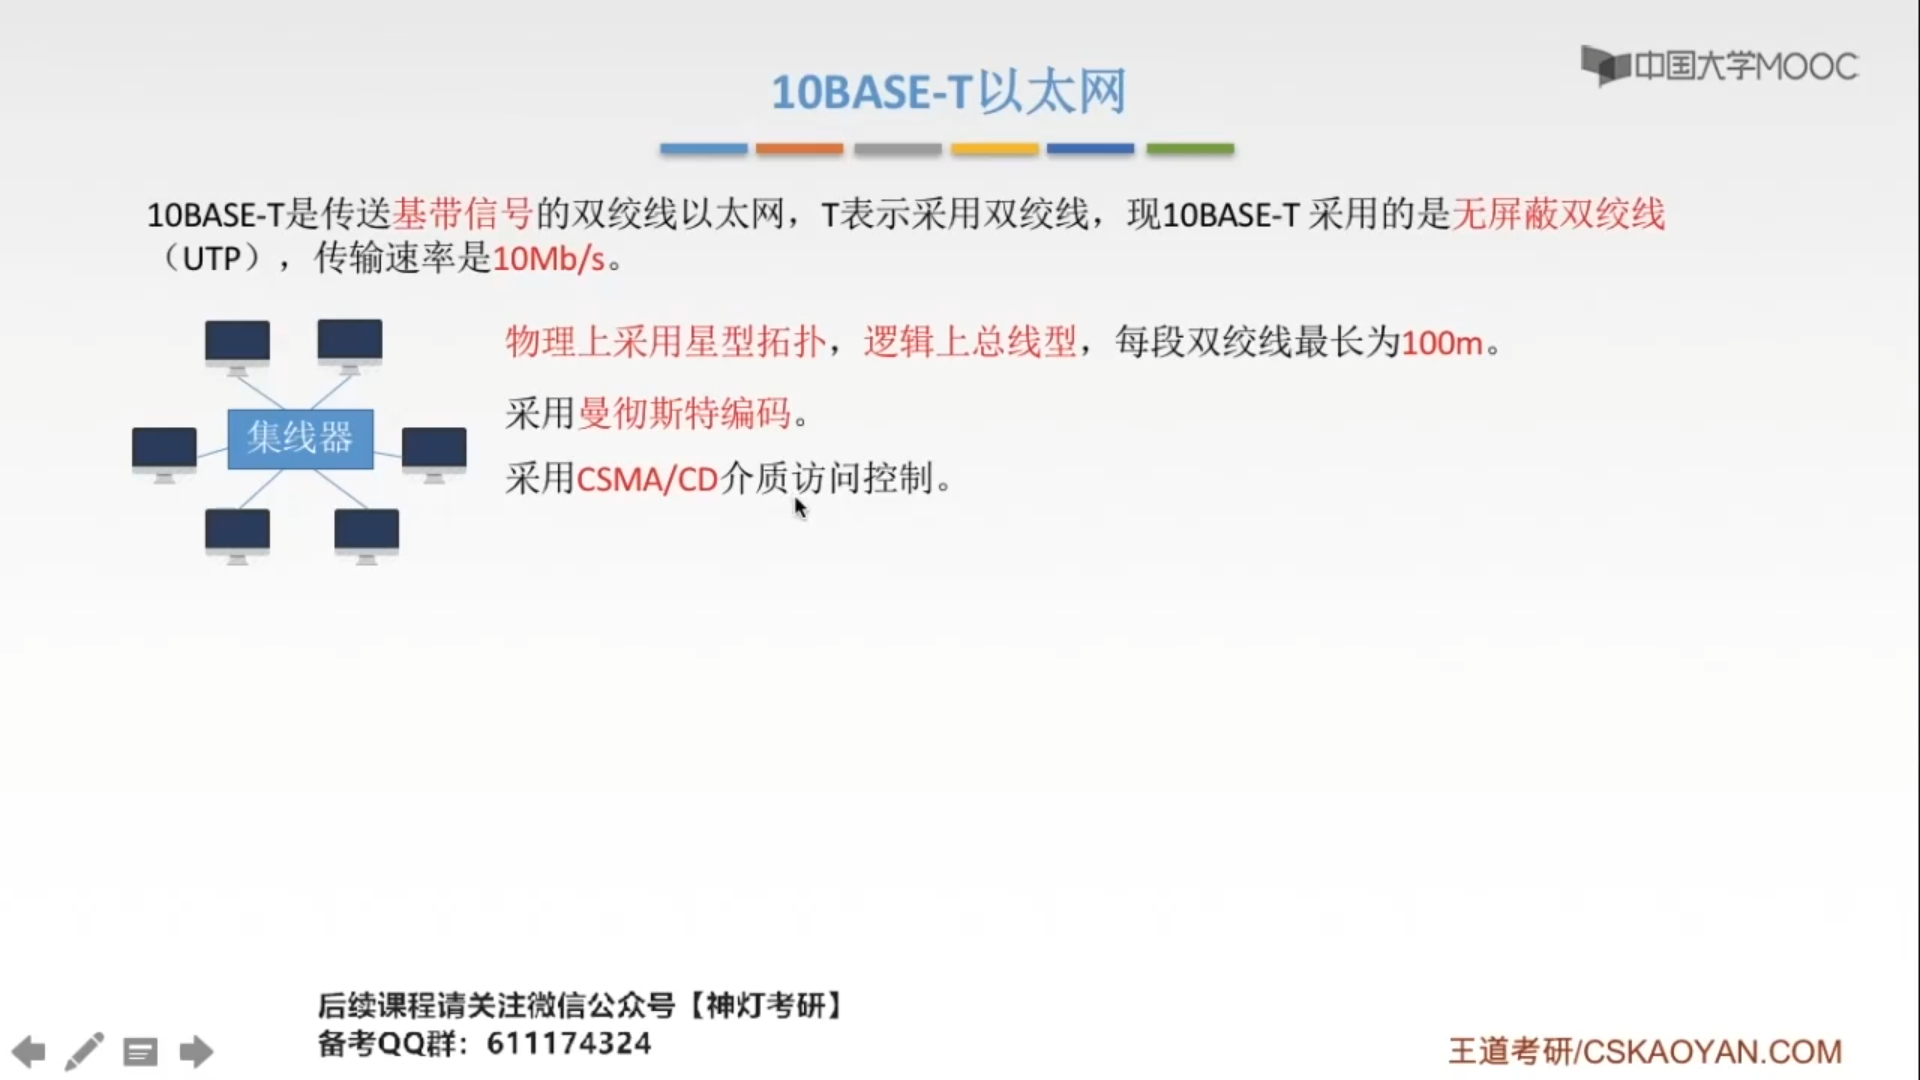 中国大学MOOC
10BASE-T以太网
10BASE-T是传送基带信号的双绞线以太网，T表示采用双绞线，现10BASE-T 采用的是无屏蔽双绞线
（UTP），传输速率是10Mb/s。
物理上采用星型拓扑，逻辑上总线型，每段双绞线最长为100m。
集线器
采用曼彻斯特编码。
采用CSMA/CD介质访问控制。
后续课程请关注微信公众号【神灯考研】
备考QQ群：611174324
王道考研/CSKAOYAN.COM